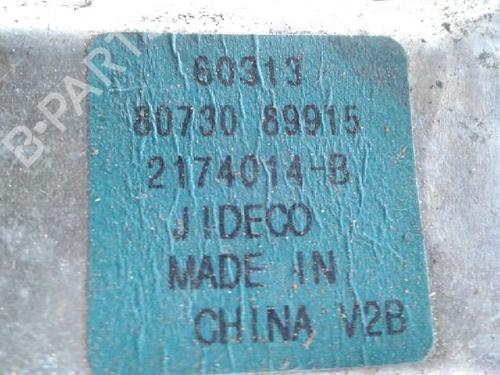 60313
80730 89915
2174014-B
JIDECO
MADE IN
CHINA V2B
B-PARTS